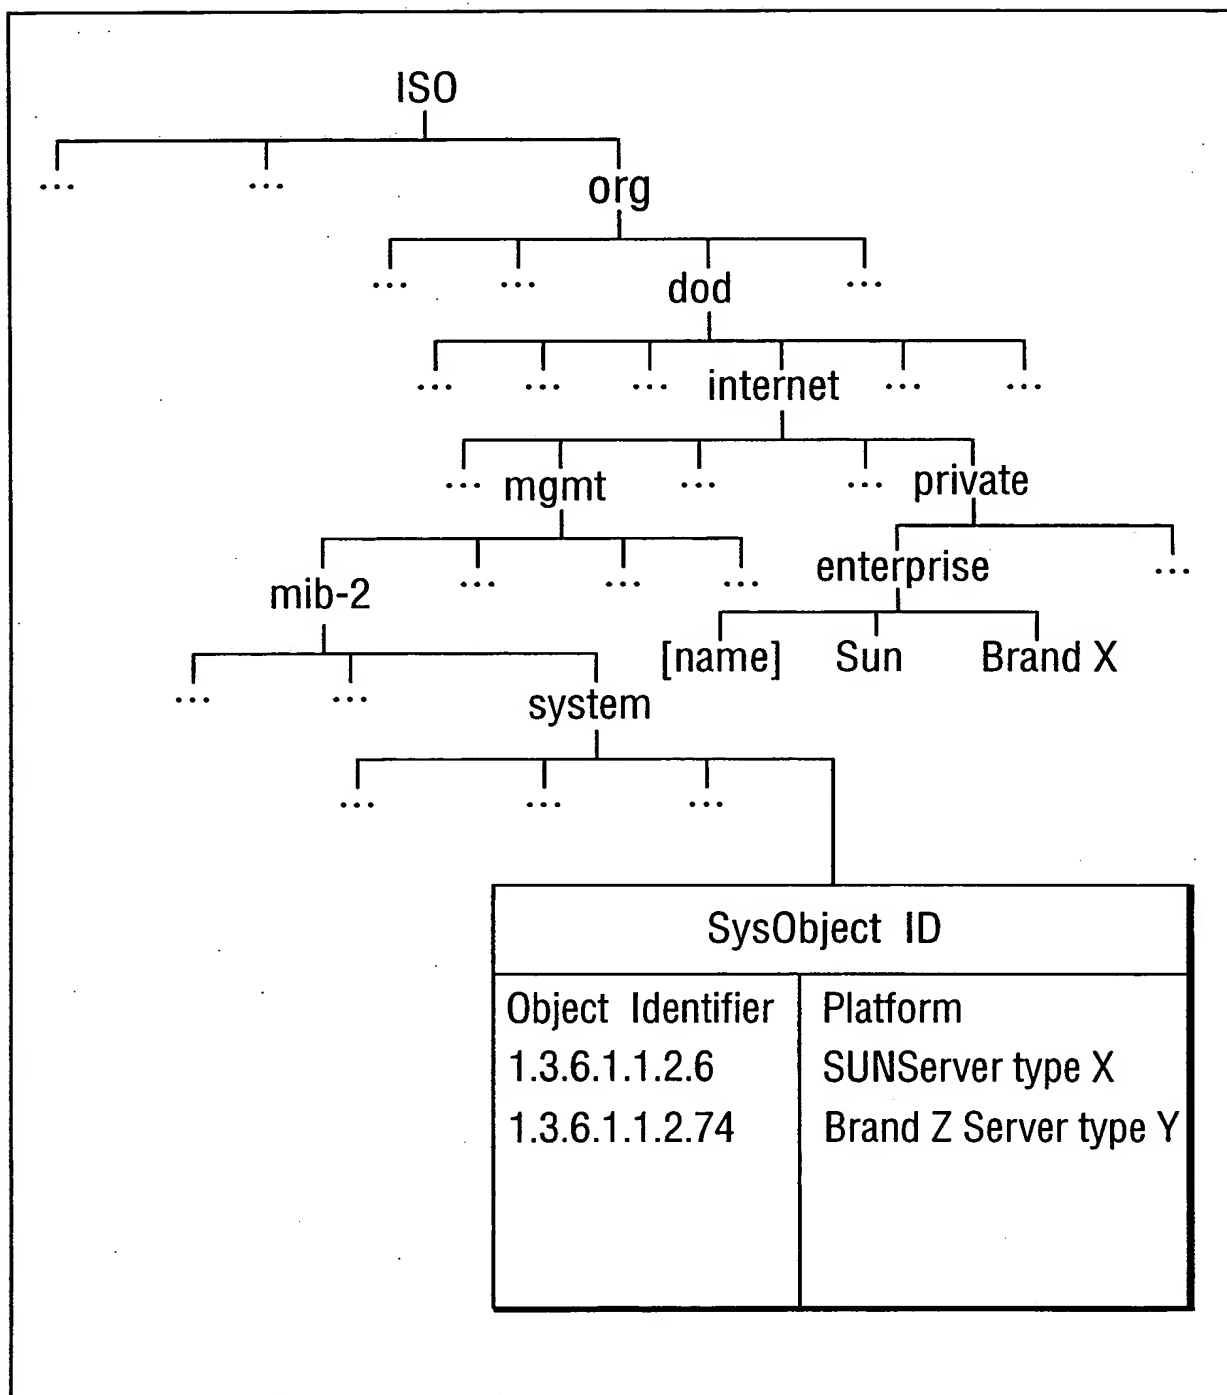 ISO
... ... org
... ... dod ...
... ... ... internet ... ...
... mgmt ... ... private
mib-2 ... ... ... enterprise ...
[name] Sun Brand X
... ... system
... ... ...
SysObject ID
Object Identifier Platform
1.3.6.1.1.2.6 SUNServer type X
1.3.6.1.1.2.74 Brand Z Server type Y